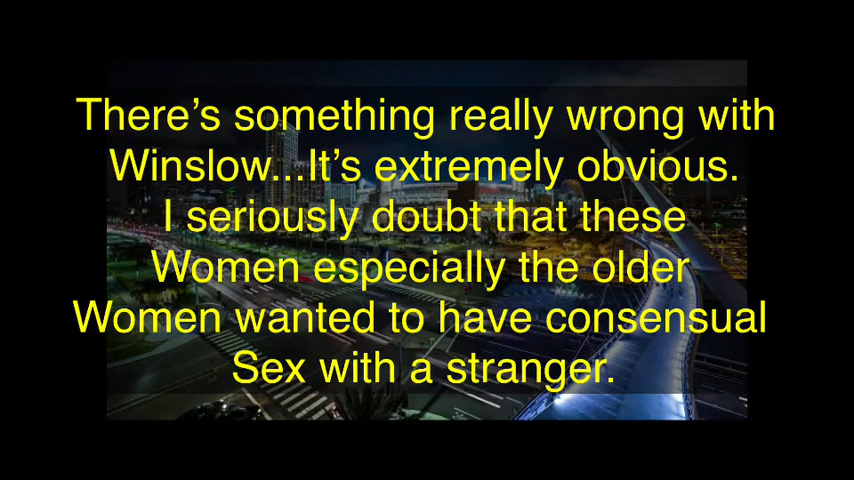 There’s something really wrong with
Winslow...It’s extremely obvious.
I seriously doubt that these
Women especially the older
Women wanted to have consensual
Sex with a stranger.